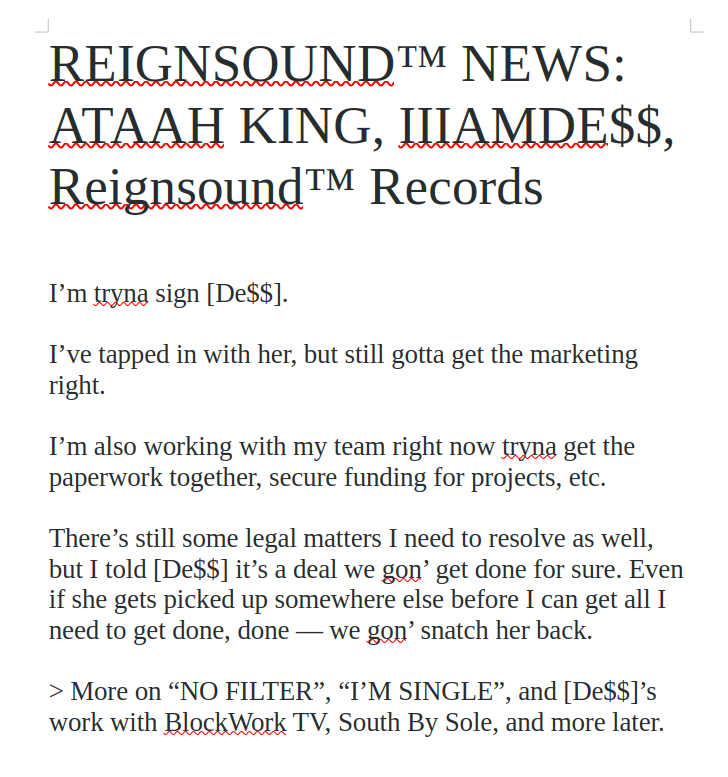 REIGNSOUND™ NEWS:
ATAAH KING, IIIAMDE$$,
Reignsound™ Records
I’m tryna sign [De$$].
I’ve tapped in with her, but still gotta get the marketing
right.
I’m also working with my team right now tryna get the
paperwork together, secure funding for projects, etc.
There’s still some legal matters I need to resolve as well,
but I told [De$$] it’s a deal we gon’ get done for sure. Even
if she gets picked up somewhere else before I can get all I
need to get done, done — we gon’ snatch her back.
> More on “NO FILTER”, “I’M SINGLE”, and [De$$]’s
work with BlockWork TV, South By Sole, and more later.